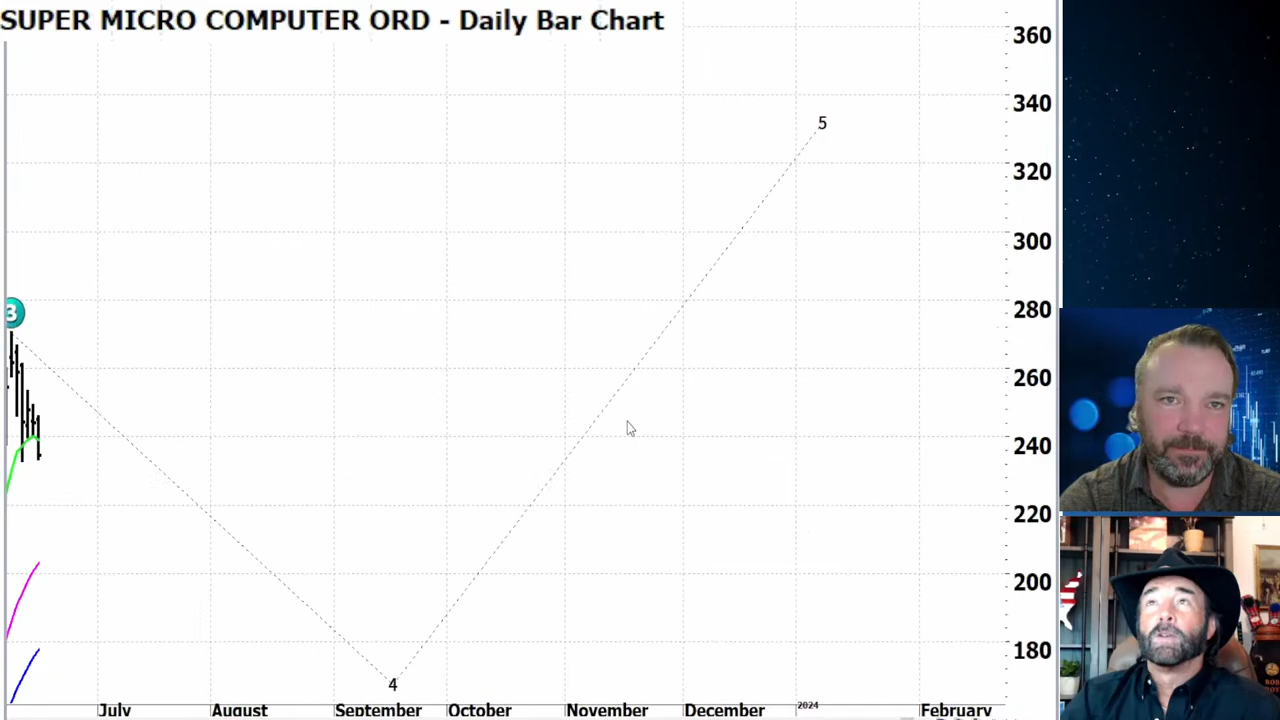 SUPER MICRO COMPUTER ORD - Daily Bar Chart
360
340
320
300
280
260
240
220
200
180
3
5
4
July
August
September
October
November
December
2024
February